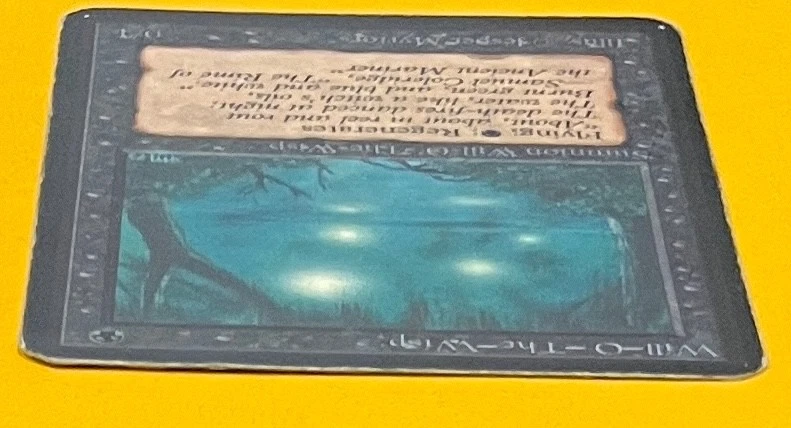 Will-O-The-Wisp
Summon Will-O-The-Wisp
Flying; : Regenerates
"About, about in reel and rout
The death-fires danced at night;
The water, like a witch's oils,
Burnt green, and blue and white."
Samuel Coleridge, "The Rime of
the Ancient Mariner"
Illus. Jesper Myrfors
0/1